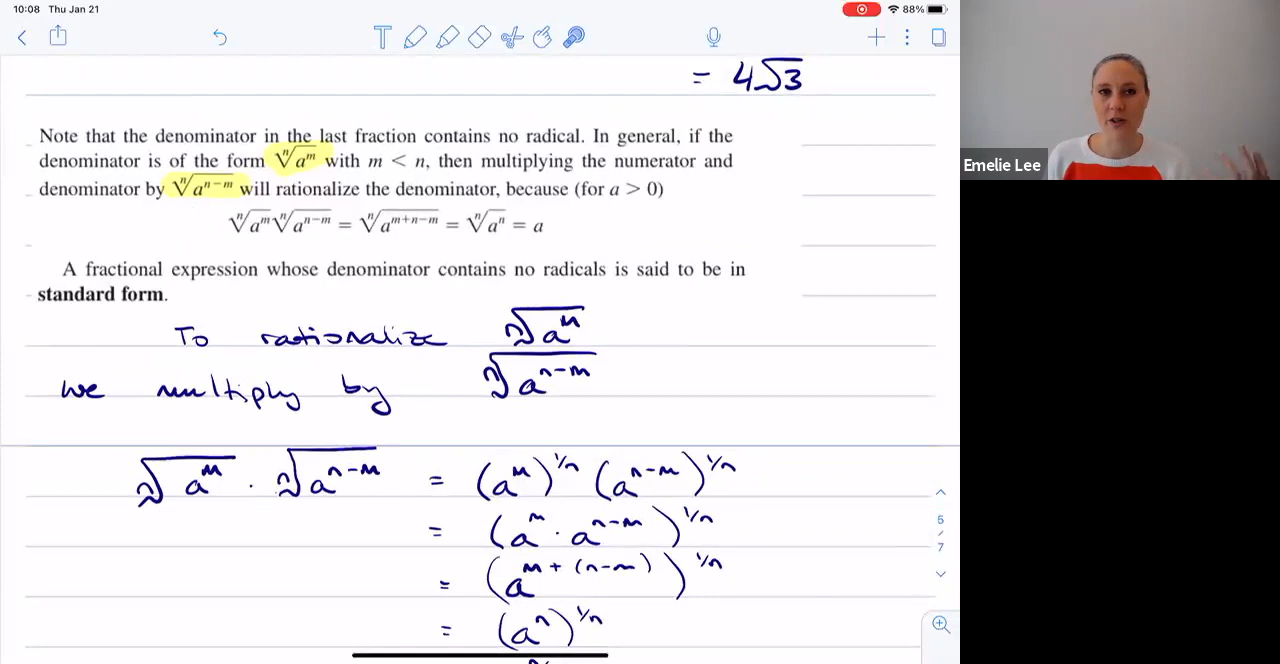 10:08 Thu Jan 21
88%
= 4√3
Note that the denominator in the last fraction contains no radical. In general, if the
denominator is of the form ⁿ√aᵐ with m < n, then multiplying the numerator and
denominator by ⁿ√aⁿ⁻ᵐ will rationalize the denominator, because (for a > 0)
ⁿ√aᵐ ⁿ√aⁿ⁻ᵐ = ⁿ√aᵐ⁺ⁿ⁻ᵐ = ⁿ√aⁿ = a
A fractional expression whose denominator contains no radicals is said to be in
standard form.
To rationalize ⁿ√aᵐ
we multiply by ⁿ√aⁿ⁻ᵐ
ⁿ√aᵐ · ⁿ√aⁿ⁻ᵐ = (aᵐ)^1/n (aⁿ⁻ᵐ)^1/n
= (aᵐ · aⁿ⁻ᵐ)^1/n
= (a^m + (n-m))^1/n
= (aⁿ)^1/n
5
/
7
Emelie Lee